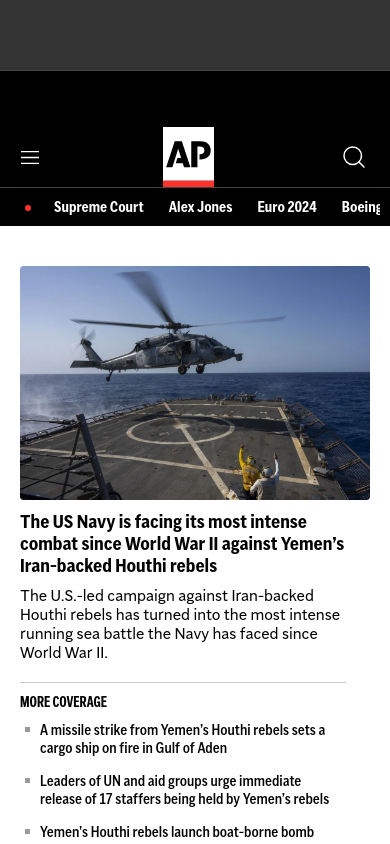 AP
Supreme Court
Alex Jones
Euro 2024
Boeing
The US Navy is facing its most intense
combat since World War II against Yemen’s
Iran-backed Houthi rebels
The U.S.-led campaign against Iran-backed
Houthi rebels has turned into the most intense
running sea battle the Navy has faced since
World War II.
MORE COVERAGE
A missile strike from Yemen’s Houthi rebels sets a
cargo ship on fire in Gulf of Aden
Leaders of UN and aid groups urge immediate
release of 17 staffers being held by Yemen’s rebels
Yemen’s Houthi rebels launch boat-borne bomb